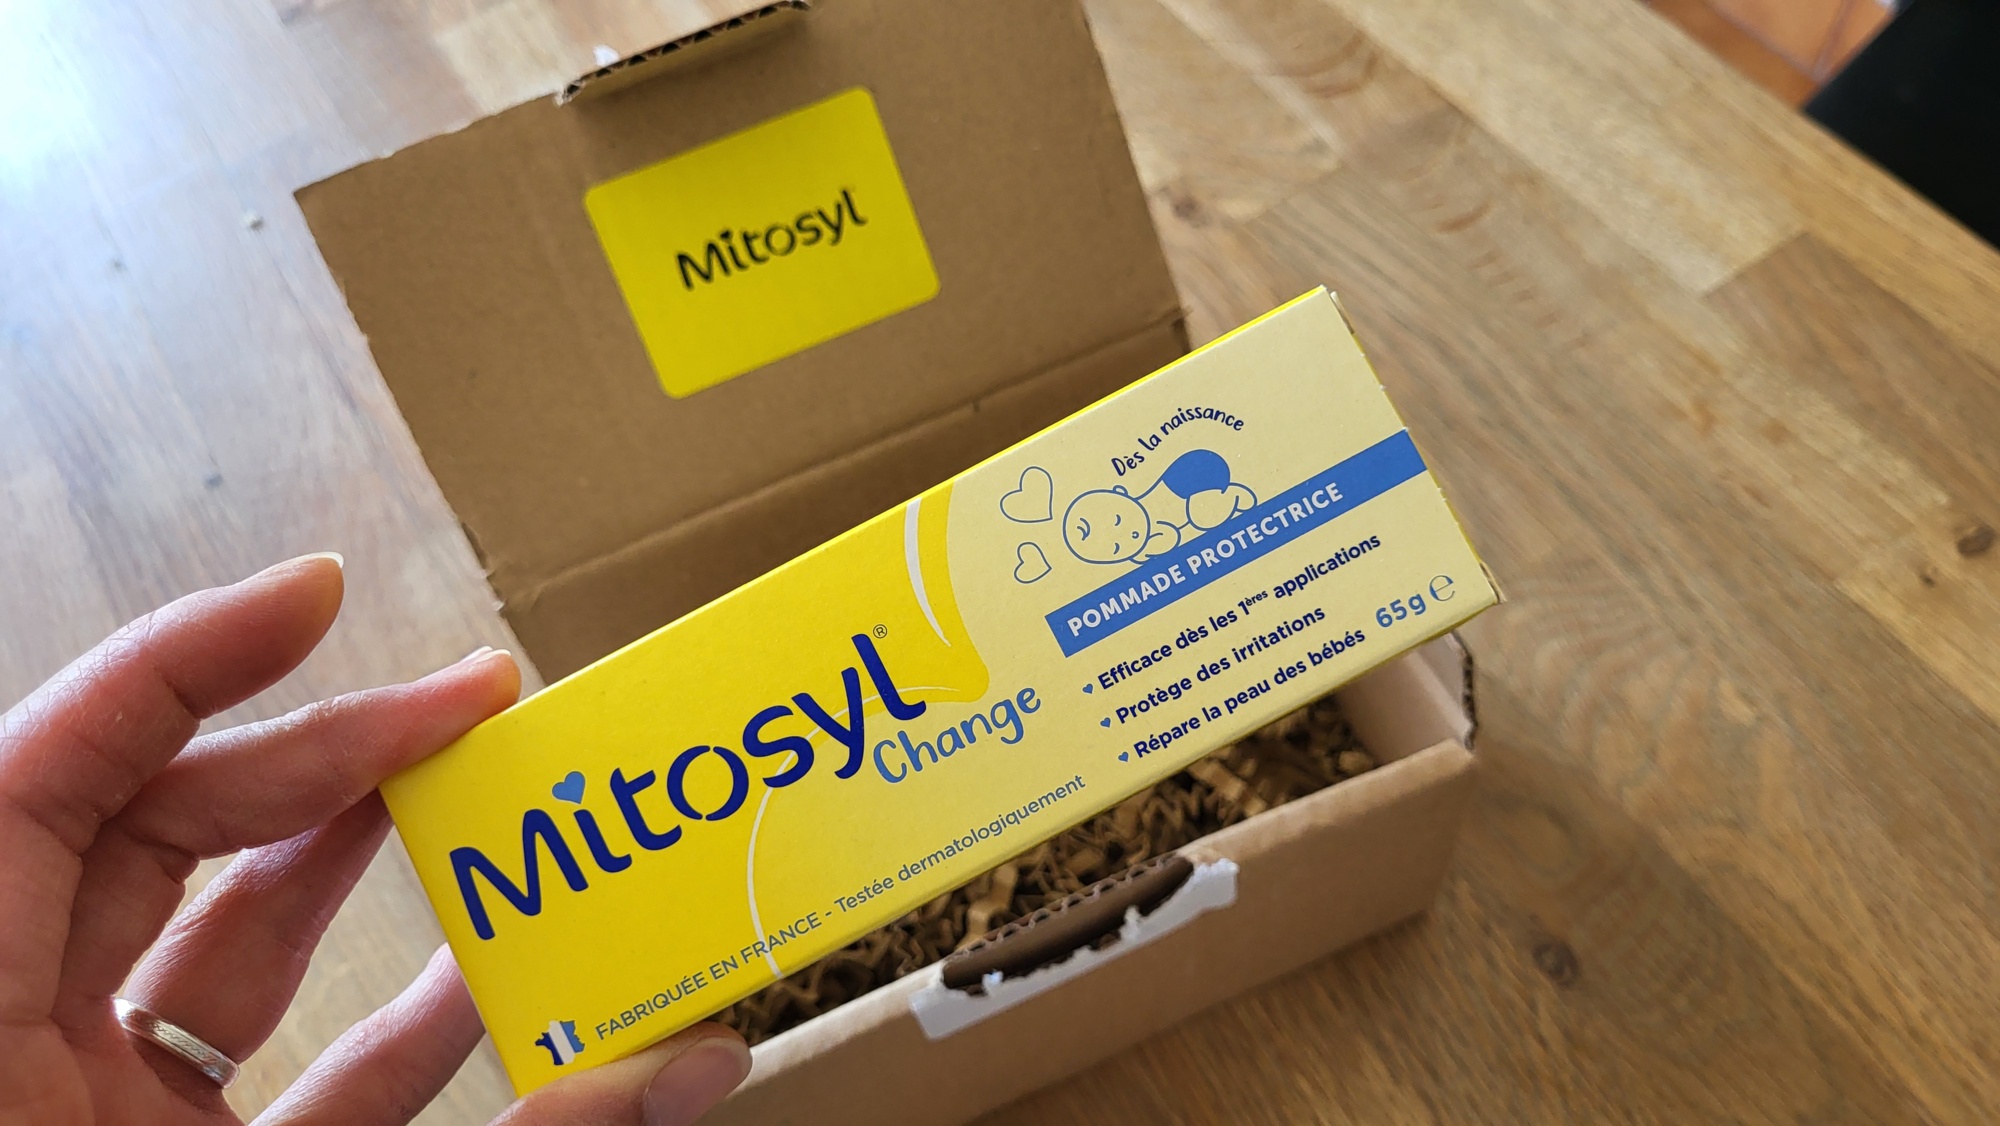 Mitosyl
Dès la naissance
POMMADE PROTECTRICE
Efficace dès les 1ères applications
Protège des irritations
Répare la peau des bébés
65g ℮
Mitosyl®
Change
FABRIQUÉE EN FRANCE - Testée dermatologiquement